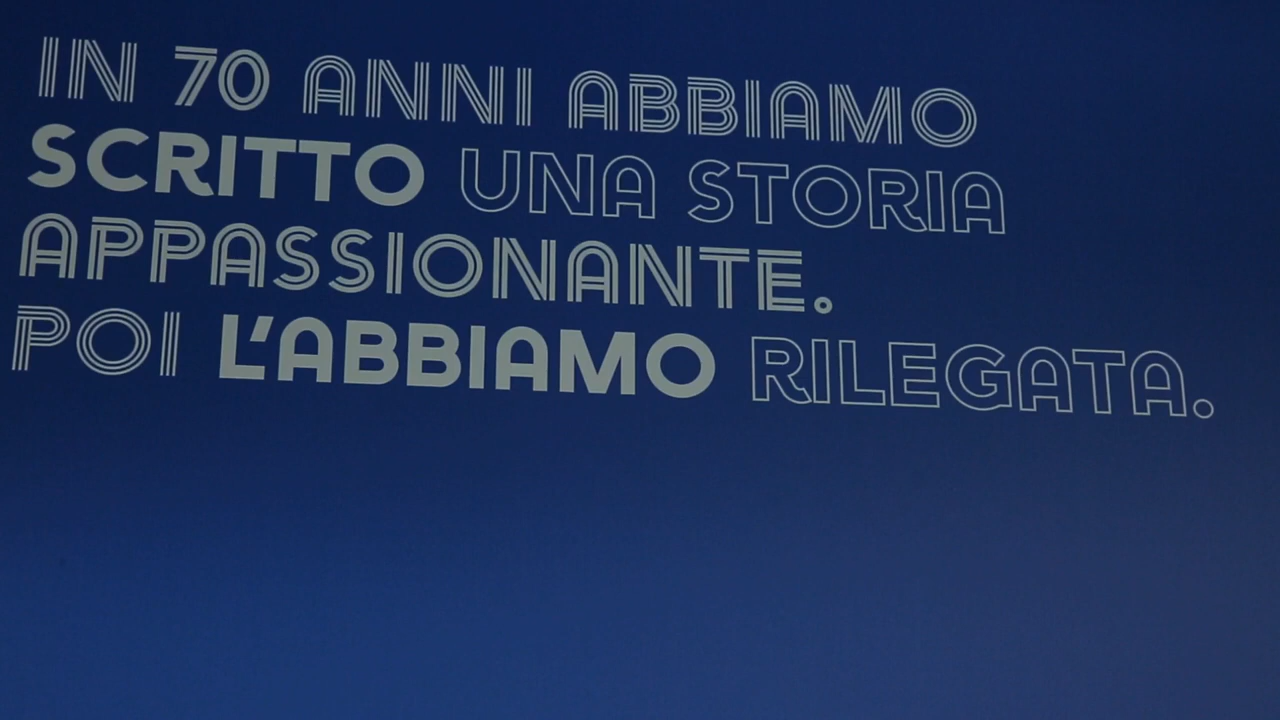 IN 70 ANNI ABBIAMO
SCRITTO UNA STORIA
APPASSIONANTE.
POI L'ABBIAMO RILEGATA.